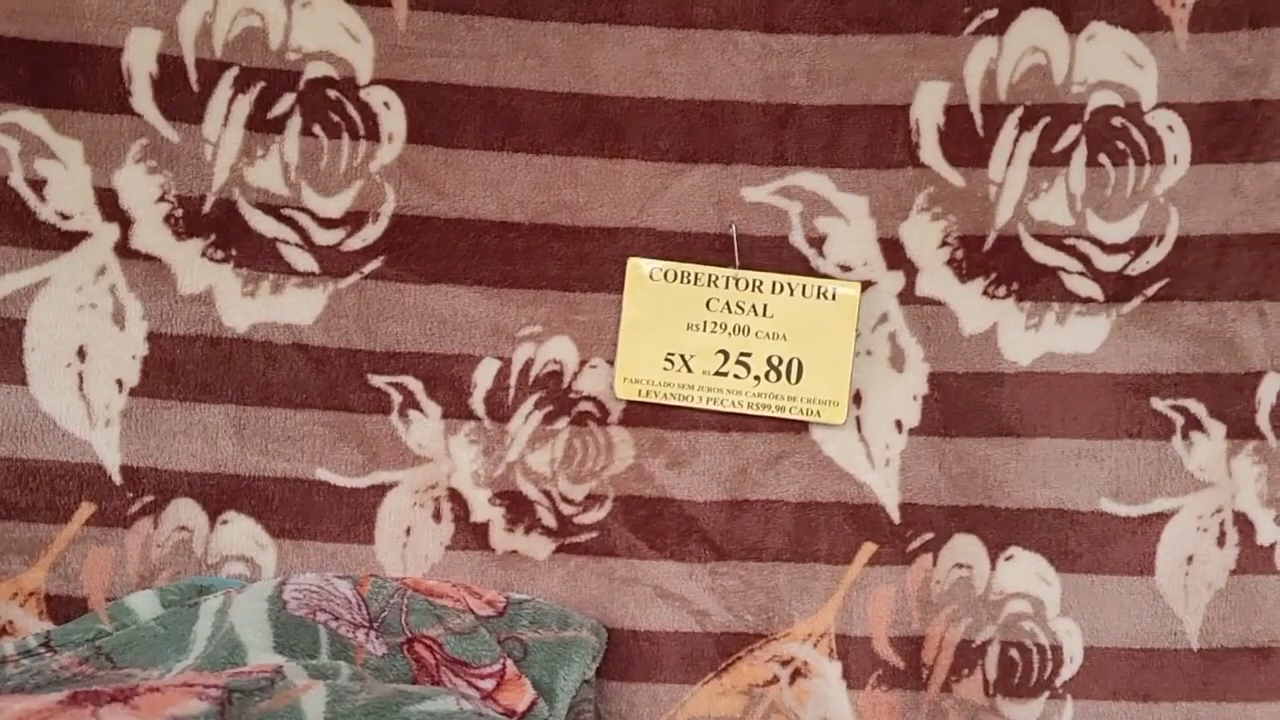 COBERTOR DYURI
CASAL
R$129,00 CADA
5X R$ 25,80
PARCELADO SEM JUROS NOS CARTÕES DE CRÉDITO
LEVANDO 3 PEÇAS R$99,90 CADA